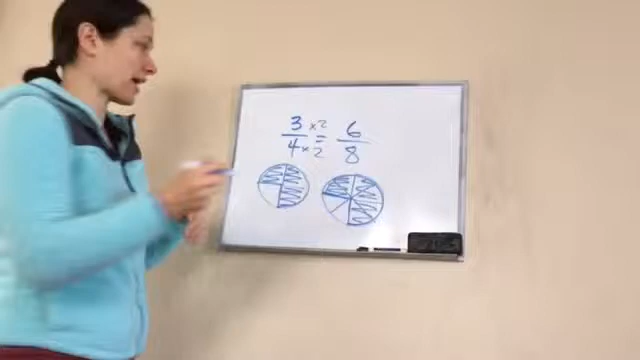 3/4 ×2 ×2 = 6/8